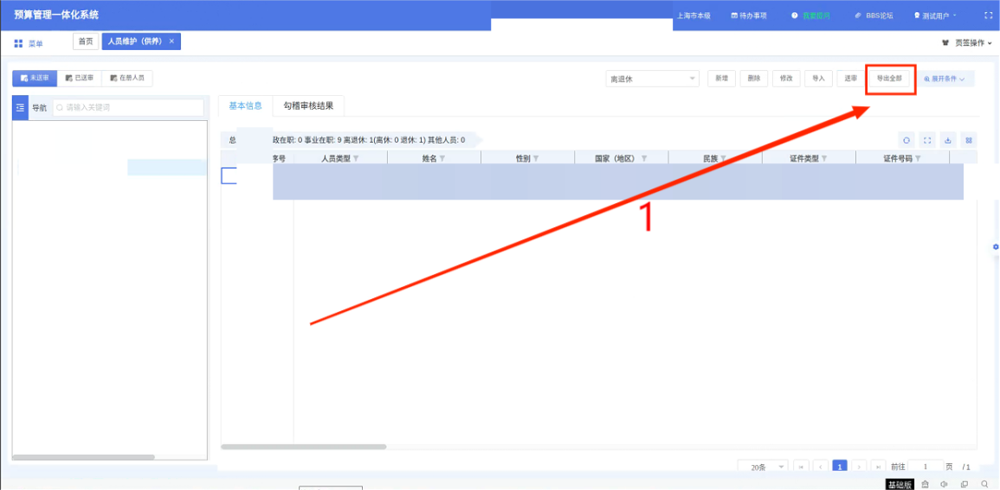 预算管理一体化系统
上海市本级 待办事项 我要提问 BBS论坛 测试用户
菜单 首页 人员维护（供养） × 页签操作
未送审 已送审 在册人员 离退休 新增 删除 修改 导入 送审 导出全部 展开条件
导航 请输入关键词 基本信息 勾稽审核结果
总 政在职: 0 事业在职: 9 离退休: 1(离休: 0 退休: 1) 其他人员: 0
序号 人员类型 姓名 性别 国家（地区） 民族 证件类型 证件号码
1
20条 1 前往 1 页 / 1
基础版